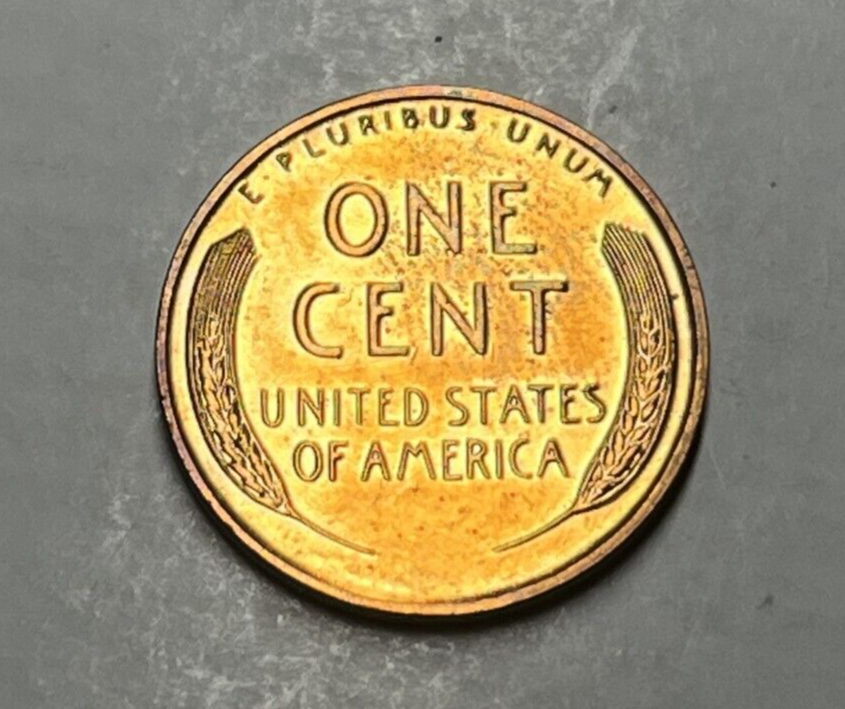 E · PLURIBUS · UNUM
ONE
CENT
UNITED STATES
OF AMERICA